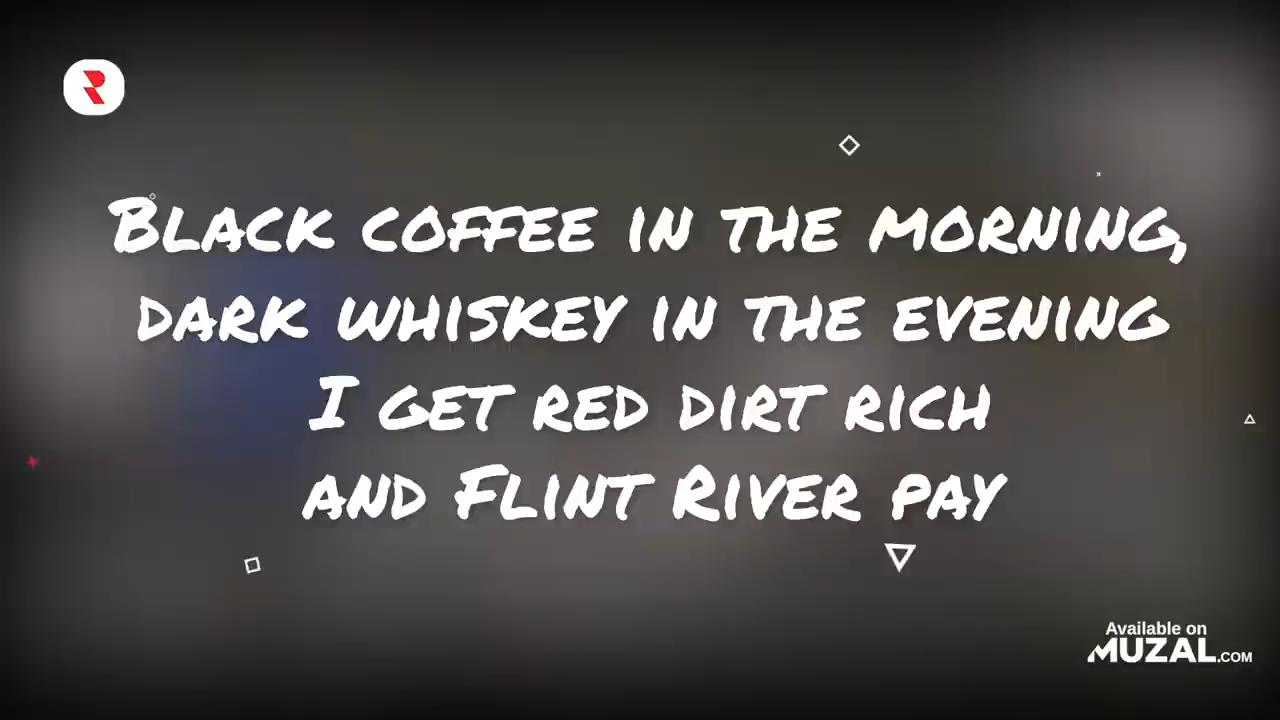 Black coffee in the morning,
dark whiskey in the evening
I get red dirt rich
and Flint River pay
Available on
MUZAL.COM